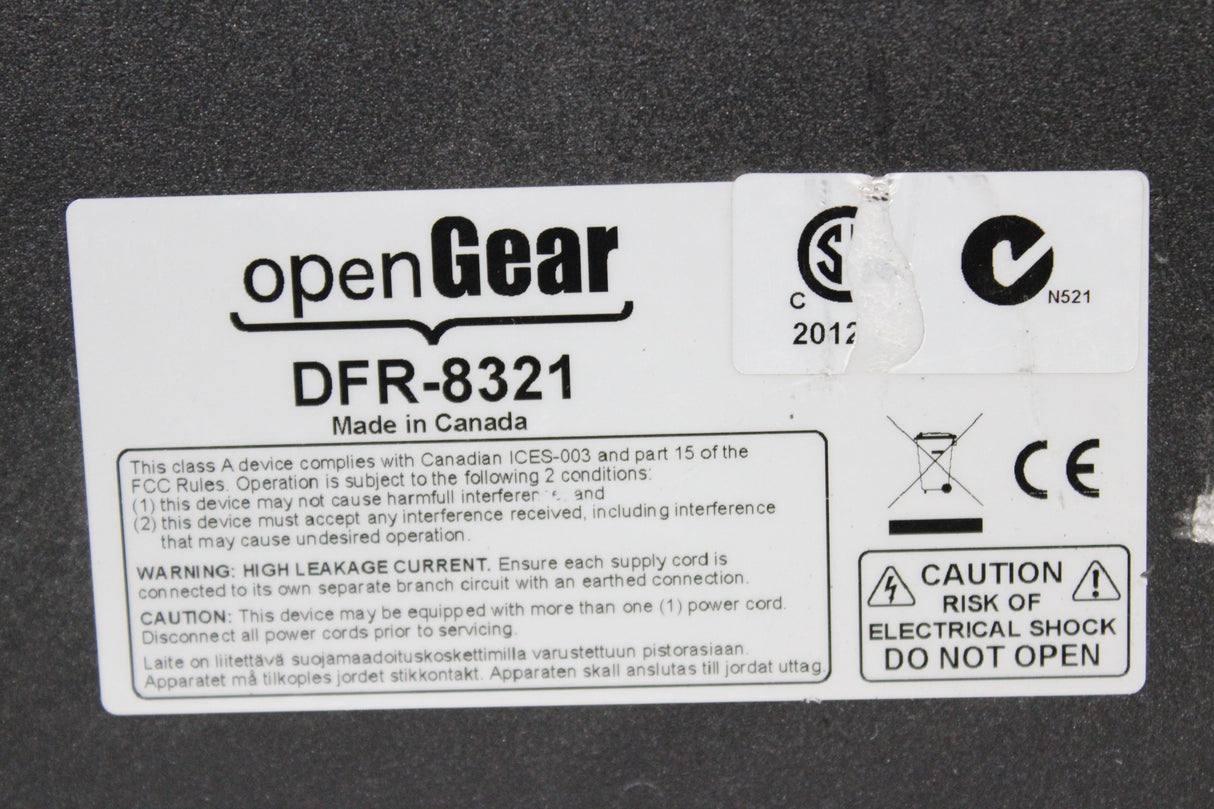 openGear
DFR-8321
Made in Canada
C
2012
N521
This class A device complies with Canadian ICES-003 and part 15 of the
FCC Rules. Operation is subject to the following 2 conditions:
(1) this device may not cause harmfull and
(2) this device must accept any interference received, including interference
that may cause undesired operation.
WARNING: HIGH LEAKAGE CURRENT. Ensure each supply cord is
connected to its own separate branch circuit with an earthed connection.
CAUTION: This device may be equipped with more than one (1) power cord.
Disconnect all power cords prior to servicing.
Laite on liitettävä suojamaadoituskoskettimilla varustettuun pistorasiaan.
Apparatet må tilkoples jordet stikkontakt. Apparaten skall anslutas till jordat uttag.
CE
CAUTION
RISK OF
ELECTRICAL SHOCK
DO NOT OPEN